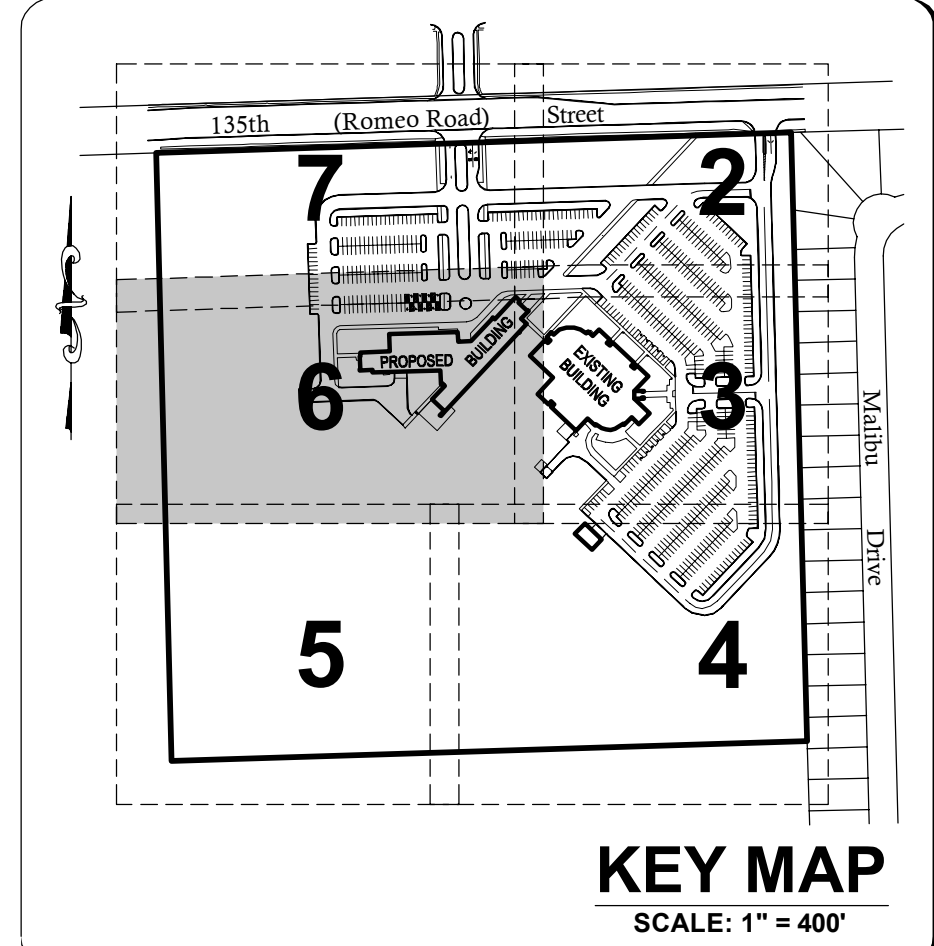 135th (Romeo Road) Street
7
2
PROPOSED BUILDING
EXISTING
BUILDING
6
3
Malibu Drive
5
4
KEY MAP
SCALE: 1" = 400'